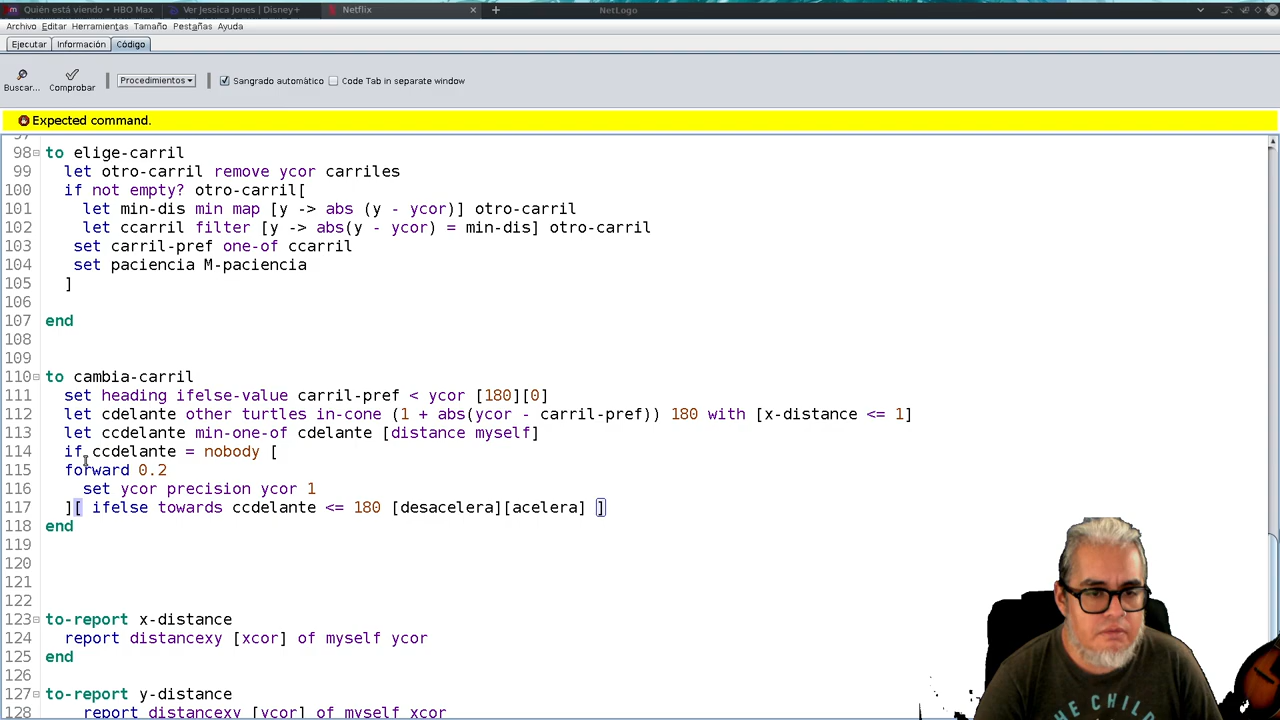 Quién está viendo • HBO Max
Ver Jessica Jones | Disney+
Netflix
NetLogo
Archivo Editar Herramientas Tamaño Pestañas Ayuda
Ejecutar Información Código
Buscar... Comprobar Procedimientos Sangrado automático Code Tab in separate window
Expected command.
97
98 to elige-carril
99 let otro-carril remove ycor carriles
100 if not empty? otro-carril[
101 let min-dis min map [y -> abs (y - ycor)] otro-carril
102 let ccarril filter [y -> abs(y - ycor) = min-dis] otro-carril
103 set carril-pref one-of ccarril
104 set paciencia M-paciencia
105 ]
106
107 end
108
109
110 to cambia-carril
111 set heading ifelse-value carril-pref < ycor [180][0]
112 let cdelante other turtles in-cone (1 + abs(ycor - carril-pref)) 180 with [x-distance <= 1]
113 let ccdelante min-one-of cdelante [distance myself]
114 if ccdelante = nobody [
115 forward 0.2
116 set ycor precision ycor 1
117 ][ ifelse towards ccdelante <= 180 [desacelera][acelera] ]
118 end
119
120
121
122
123 to-report x-distance
124 report distancexy [xcor] of myself ycor
125 end
126
127 to-report y-distance
128 report distancexy [ycor] of myself xcor
THE CHILD